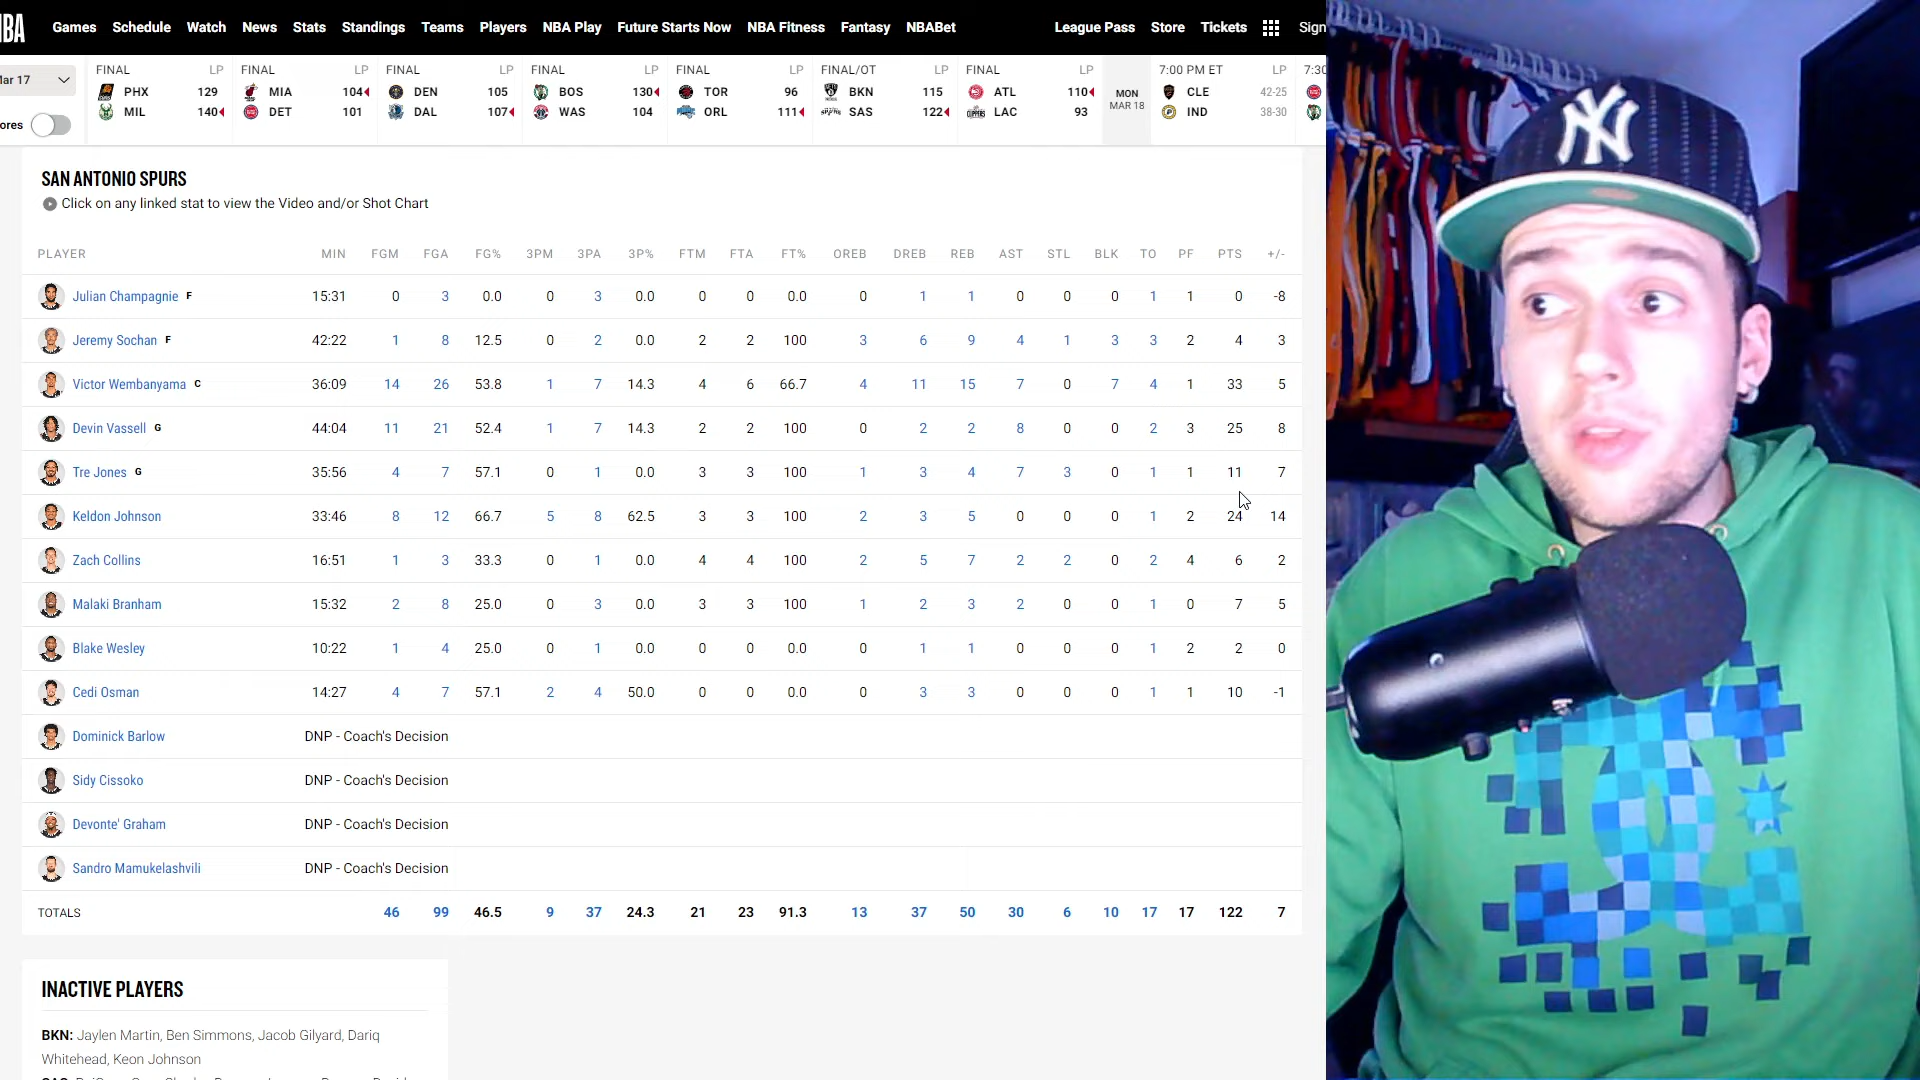 NBA Games Schedule Watch News Stats Standings Teams Players NBA Play Future Starts Now NBA Fitness Fantasy NBABet League Pass Store Tickets Sign
Mar 17
ores
FINAL LP
PHX 129
MIL 140
FINAL LP
MIA 104
DET 101
FINAL LP
DEN 105
DAL 107
FINAL LP
BOS 130
WAS 104
FINAL LP
TOR 96
ORL 111
FINAL/OT LP
BKN 115
SAS 122
FINAL LP
ATL 110
LAC 93
MON
MAR 18
7:00 PM ET LP
CLE 42-25
IND 38-30
7:30
NY
SAN ANTONIO SPURS
Click on any linked stat to view the Video and/or Shot Chart
PLAYER MIN FGM FGA FG% 3PM 3PA 3P% FTM FTA FT% OREB DREB REB AST STL BLK TO PF PTS +/-
Julian Champagnie F 15:31 0 3 0.0 0 3 0.0 0 0 0.0 0 1 1 0 0 0 1 1 0 -8
Jeremy Sochan F 42:22 1 8 12.5 0 2 0.0 2 2 100 3 6 9 4 1 3 3 2 4 3
Victor Wembanyama C 36:09 14 26 53.8 1 7 14.3 4 6 66.7 4 11 15 7 0 7 4 1 33 5
Devin Vassell G 44:04 11 21 52.4 1 7 14.3 2 2 100 0 2 2 8 0 0 2 3 25 8
Tre Jones G 35:56 4 7 57.1 0 1 0.0 3 3 100 1 3 4 7 3 0 1 1 11 7
Keldon Johnson 33:46 8 12 66.7 5 8 62.5 3 3 100 2 3 5 0 0 0 1 2 24 14
Zach Collins 16:51 1 3 33.3 0 1 0.0 4 4 100 2 5 7 2 2 0 2 4 6 2
Malaki Branham 15:32 2 8 25.0 0 3 0.0 3 3 100 1 2 3 2 0 0 1 0 7 5
Blake Wesley 10:22 1 4 25.0 0 1 0.0 0 0 0.0 0 1 1 0 0 0 1 2 2 0
Cedi Osman 14:27 4 7 57.1 2 4 50.0 0 0 0.0 0 3 3 0 0 0 1 1 10 -1
Dominick Barlow DNP - Coach's Decision
Sidy Cissoko DNP - Coach's Decision
Devonte' Graham DNP - Coach's Decision
Sandro Mamukelashvili DNP - Coach's Decision
TOTALS 46 99 46.5 9 37 24.3 21 23 91.3 13 37 50 30 6 10 17 17 122 7
INACTIVE PLAYERS
BKN: Jaylen Martin, Ben Simmons, Jacob Gilyard, Dariq
Whitehead, Keon Johnson